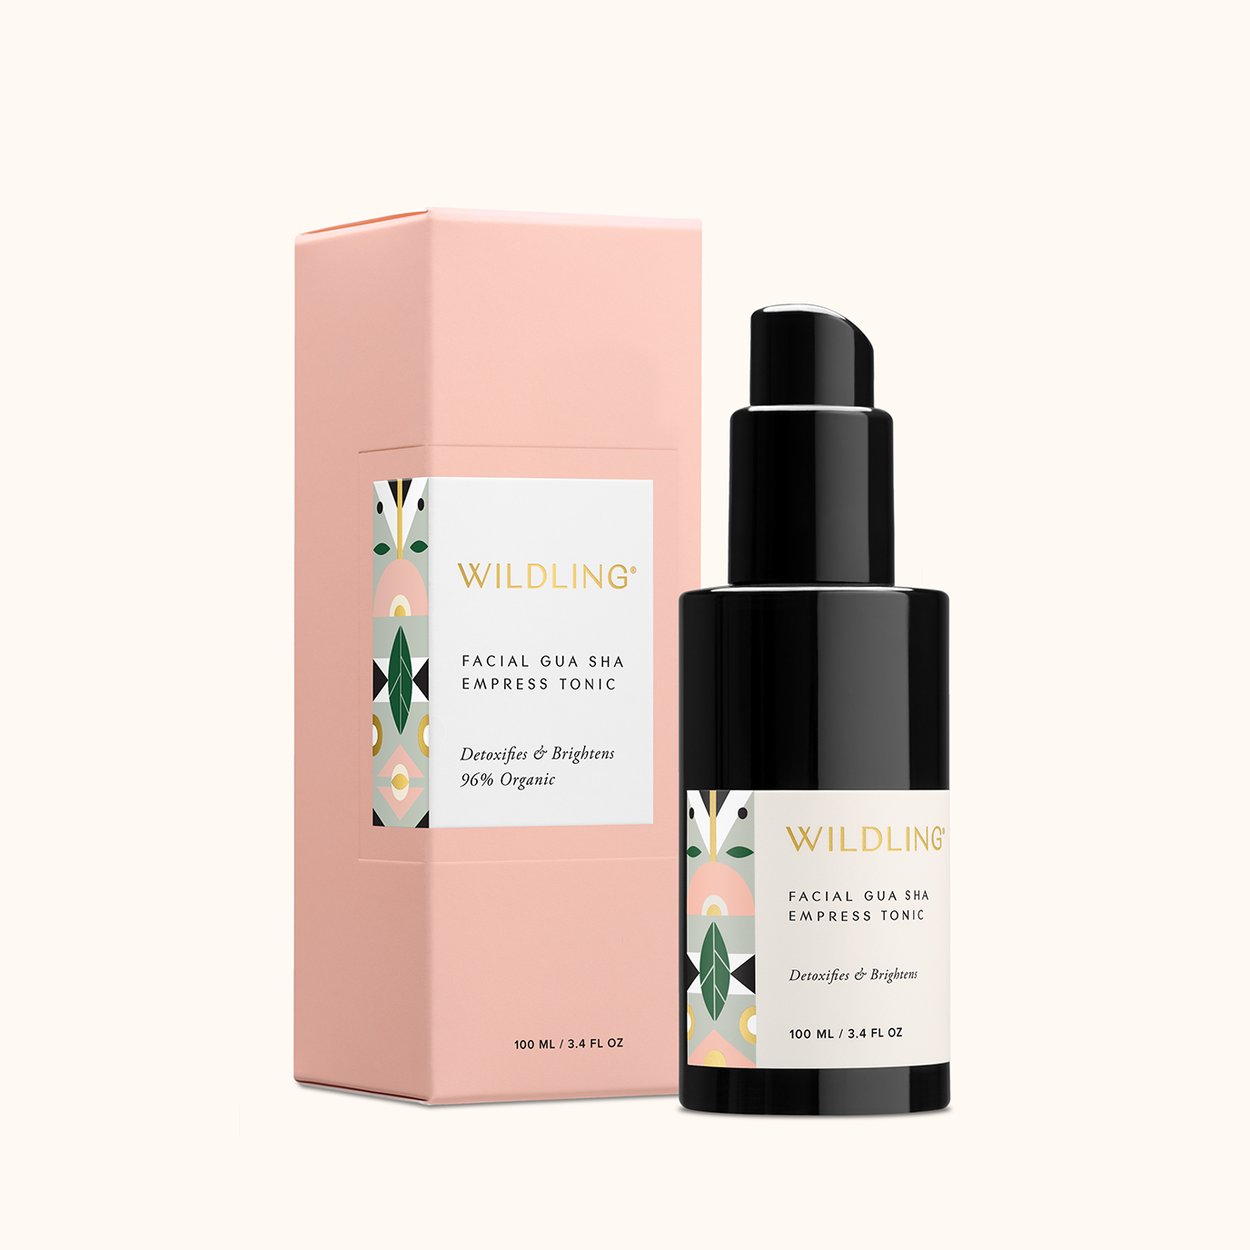 WILDLING®
FACIAL GUA SHA
EMPRESS TONIC
Detoxifies & Brightens
96% Organic
100 ML / 3.4 FL OZ
WILDLING®
FACIAL GUA SHA
EMPRESS TONIC
Detoxifies & Brightens
100 ML / 3.4 FL OZ